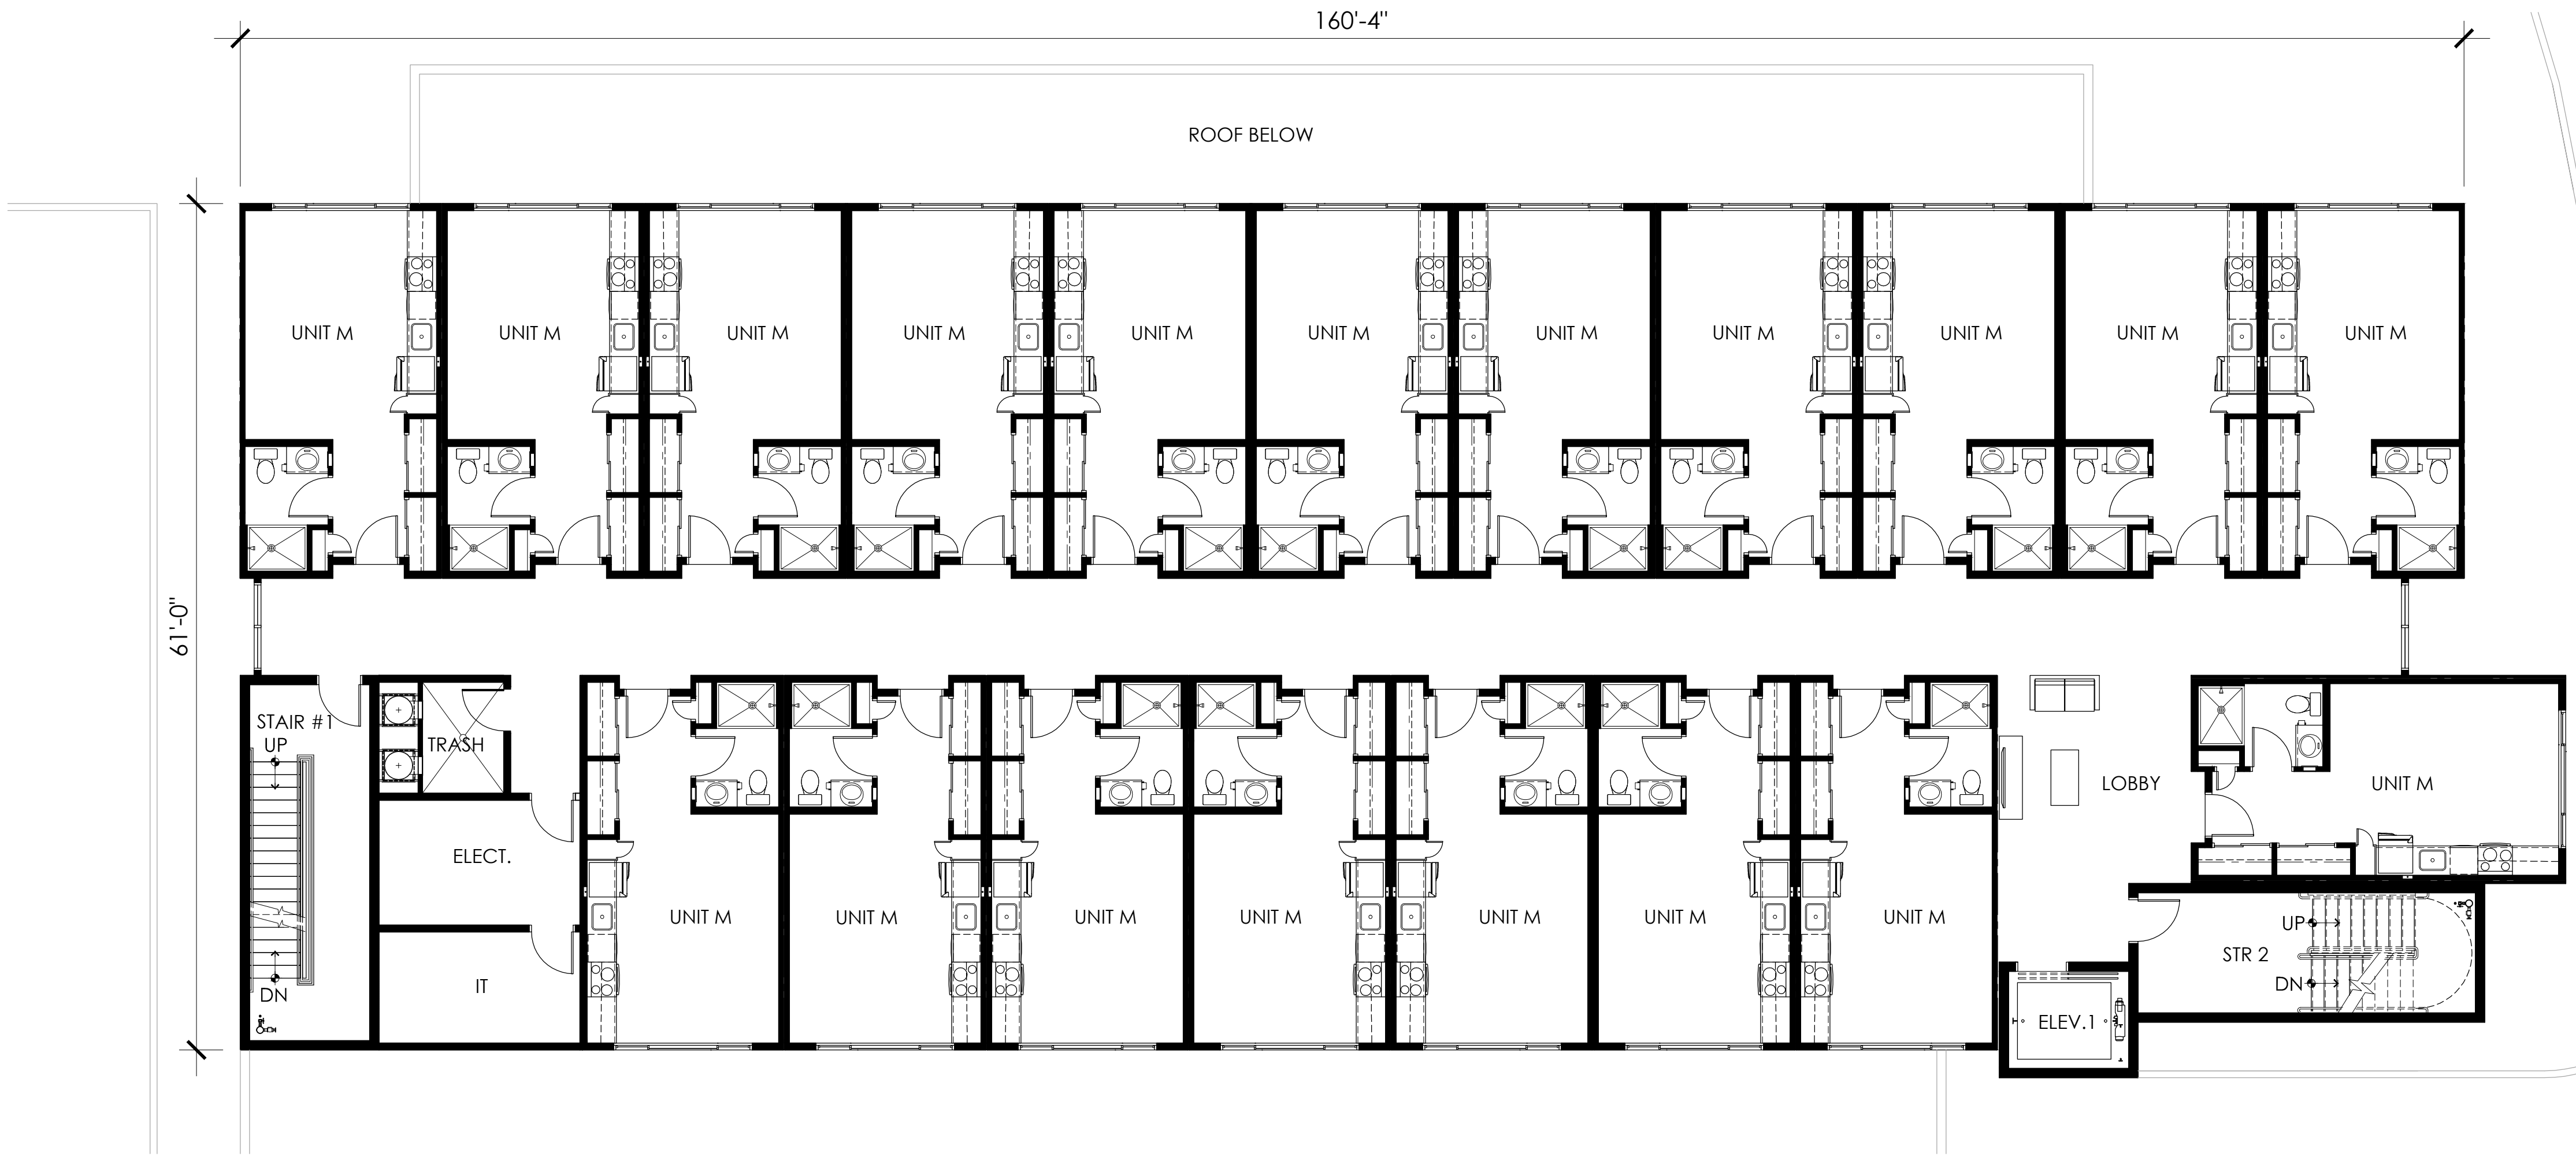 160'-4"
ROOF BELOW
UNIT M
UNIT M
UNIT M
UNIT M
UNIT M
UNIT M
UNIT M
UNIT M
UNIT M
UNIT M
UNIT M
61'-0"
STAIR #1
UP
TRASH
LOBBY
UNIT M
ELECT.
UNIT M
UNIT M
UNIT M
UNIT M
UNIT M
UNIT M
UNIT M
UP
STR 2
DN
IT
DN
ELEV.1